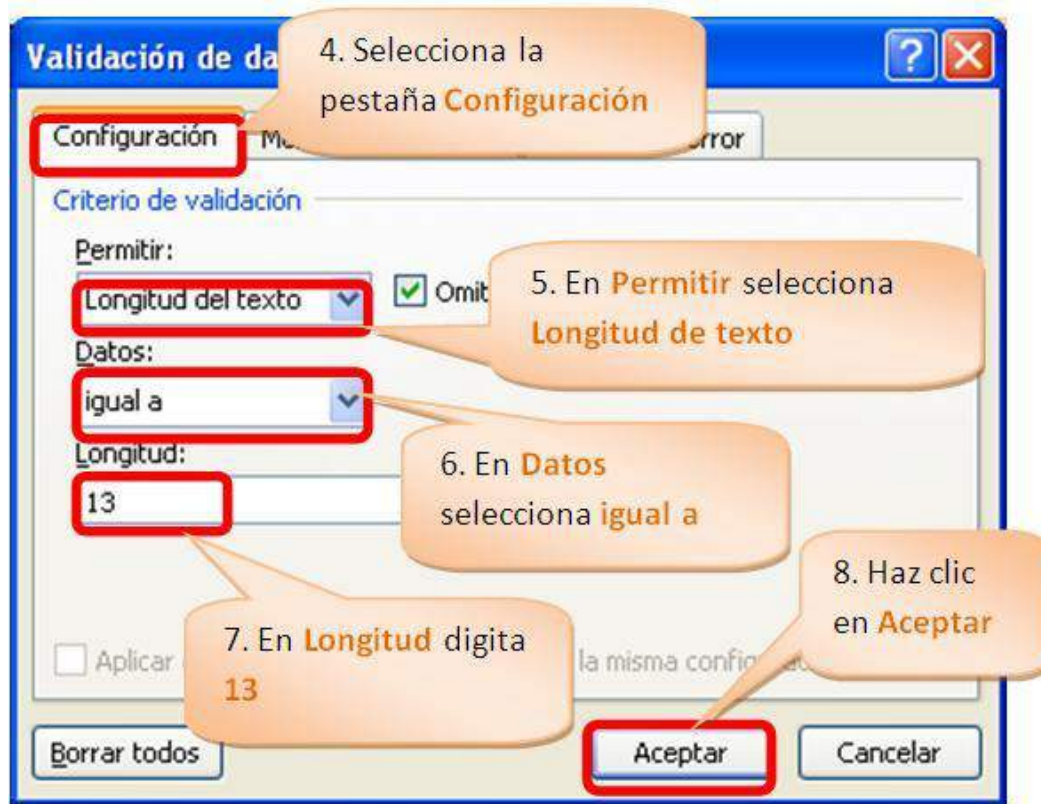 Validación de da
4. Selecciona la
pestaña Configuración
Configuración
Criterio de validación
Permitir:
Longitud del texto
Omit
5. En Permitir selecciona
Longitud de texto
Datos:
igual a
6. En Datos
selecciona igual a
Longitud:
13
7. En Longitud digita
13
8. Haz clic
en Aceptar
Aplicar
la misma
Borrar todos
Aceptar
Cancelar